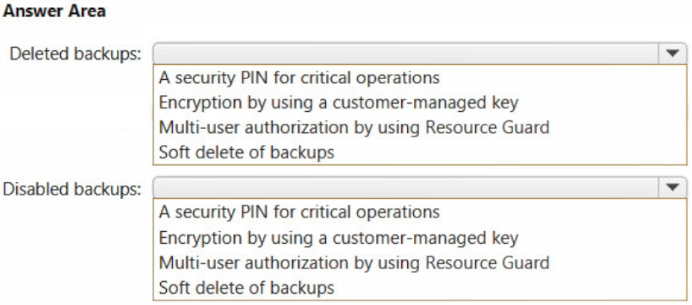 Answer Area
Deleted backups:
A security PIN for critical operations
Encryption by using a customer-managed key
Multi-user authorization by using Resource Guard
Soft delete of backups
Disabled backups:
A security PIN for critical operations
Encryption by using a customer-managed key
Multi-user authorization by using Resource Guard
Soft delete of backups